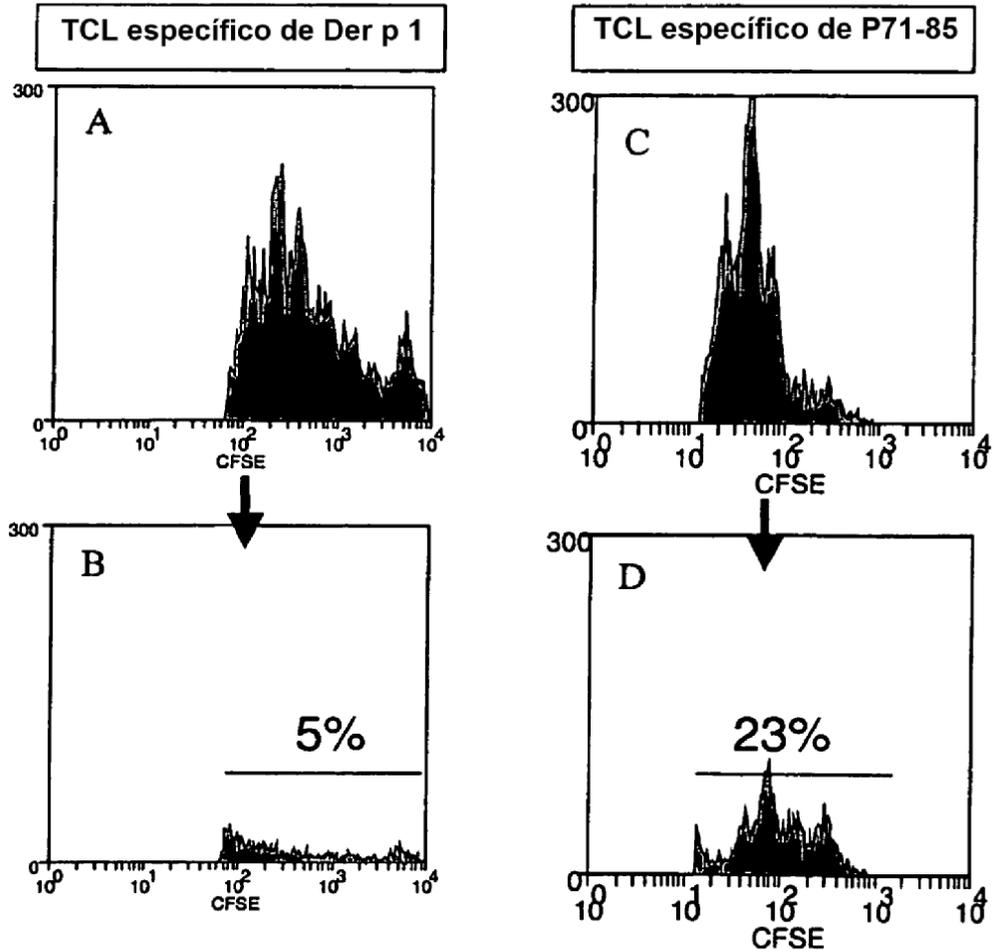 TCL específico de Der p 1
300
A
0
10⁰ 10¹ 10² 10³ 10⁴
CFSE
300
B
5%
0
10⁰ 10¹ 10² 10³ 10⁴
CFSE
TCL específico de P71-85
300
C
0
10⁰ 10¹ 10² 10³ 10⁴
CFSE
300
D
23%
0
10⁰ 10¹ 10² 10³ 10⁴
CFSE